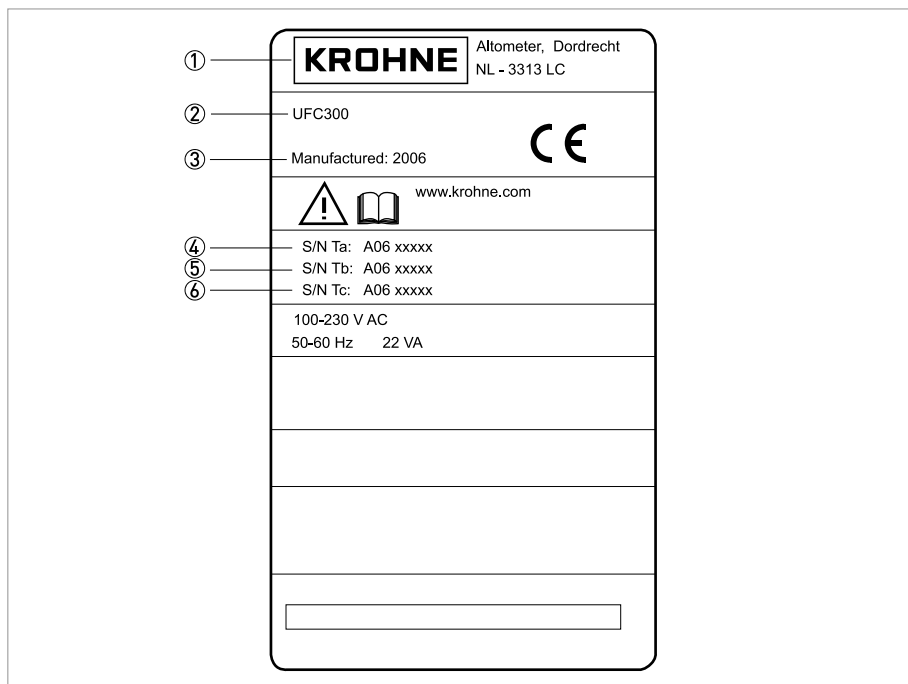 ① KROHNE Altometer, Dordrecht
NL - 3313 LC
② UFC300
CE
③ Manufactured: 2006
www.krohne.com
④ S/N Ta: A06 xxxxx
⑤ S/N Tb: A06 xxxxx
⑥ S/N Tc: A06 xxxxx
100-230 V AC
50-60 Hz 22 VA